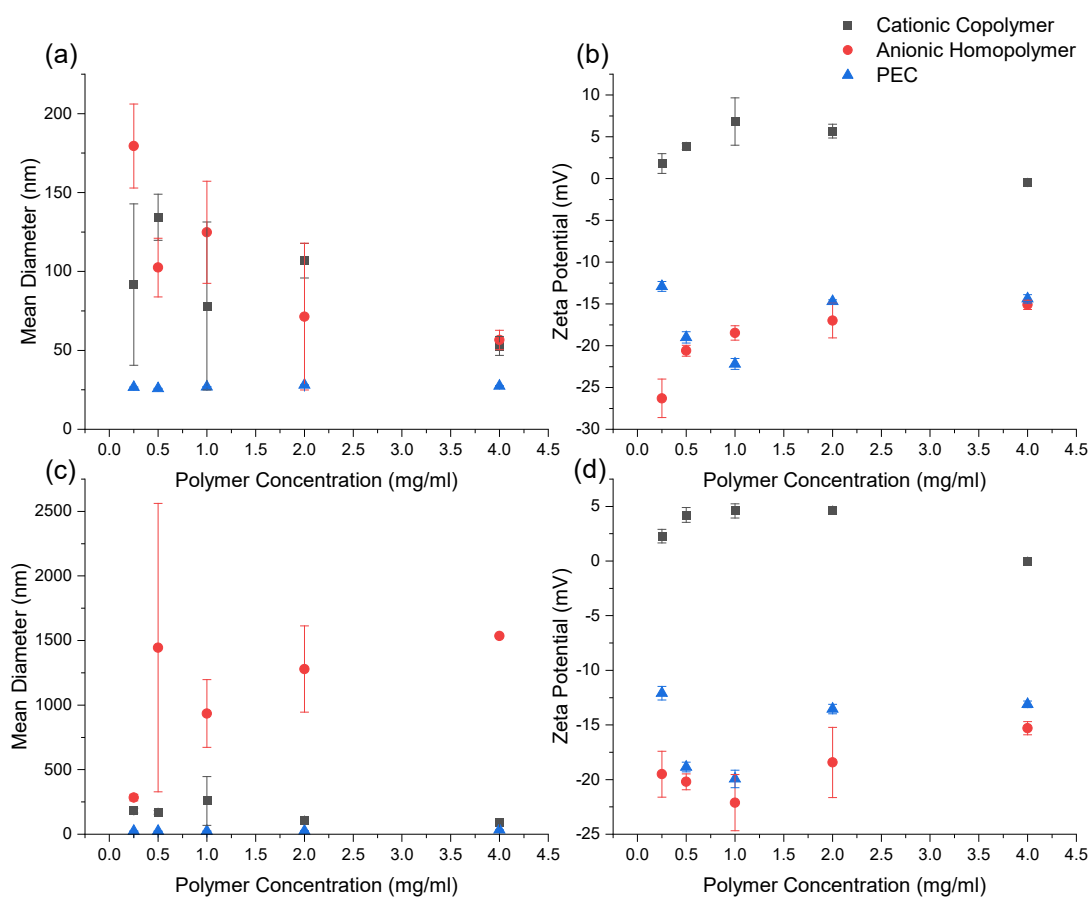 Cationic Copolymer
Anionic Homopolymer
PEC
(a)
200
150
100
50
0
Mean Diameter (nm)
0.0 0.5 1.0 1.5 2.0 2.5 3.0 3.5 4.0 4.5
Polymer Concentration (mg/ml)
(b)
10
5
0
-5
-10
-15
-20
-25
-30
Zeta Potential (mV)
0.0 0.5 1.0 1.5 2.0 2.5 3.0 3.5 4.0 4.5
Polymer Concentration (mg/ml)
(c)
2500
2000
1500
1000
500
0
Mean Diameter (nm)
0.0 0.5 1.0 1.5 2.0 2.5 3.0 3.5 4.0 4.5
Polymer Concentration (mg/ml)
(d)
5
0
-5
-10
-15
-20
-25
Zeta Potential (mV)
0.0 0.5 1.0 1.5 2.0 2.5 3.0 3.5 4.0 4.5
Polymer Concentration (mg/ml)